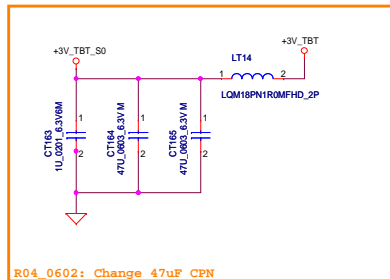 +3V_TBT_S0
+3V_TBT
LT14
1 2
LQM18PN1R0MFHD_2P
CT163
1U_0201_6.3V6M
1
2
CT164
47U_0603_6.3V M
1
2
CT165
47U_0603_6.3V M
1
2
R04_0602: Change 47uF CPN